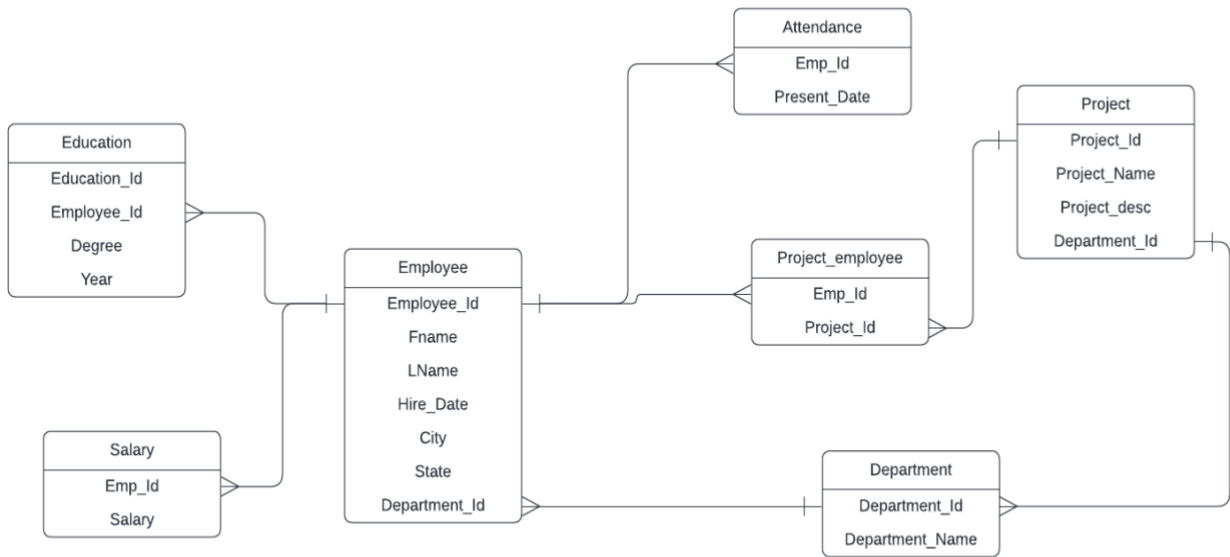 Attendance
Emp_Id
Present_Date
Project
Project_Id
Project_Name
Project_desc
Department_Id
Education
Education_Id
Employee_Id
Degree
Year
Project_employee
Emp_Id
Project_Id
Employee
Employee_Id
Fname
LName
Hire_Date
City
State
Department_Id
Salary
Emp_Id
Salary
Department
Department_Id
Department_Name